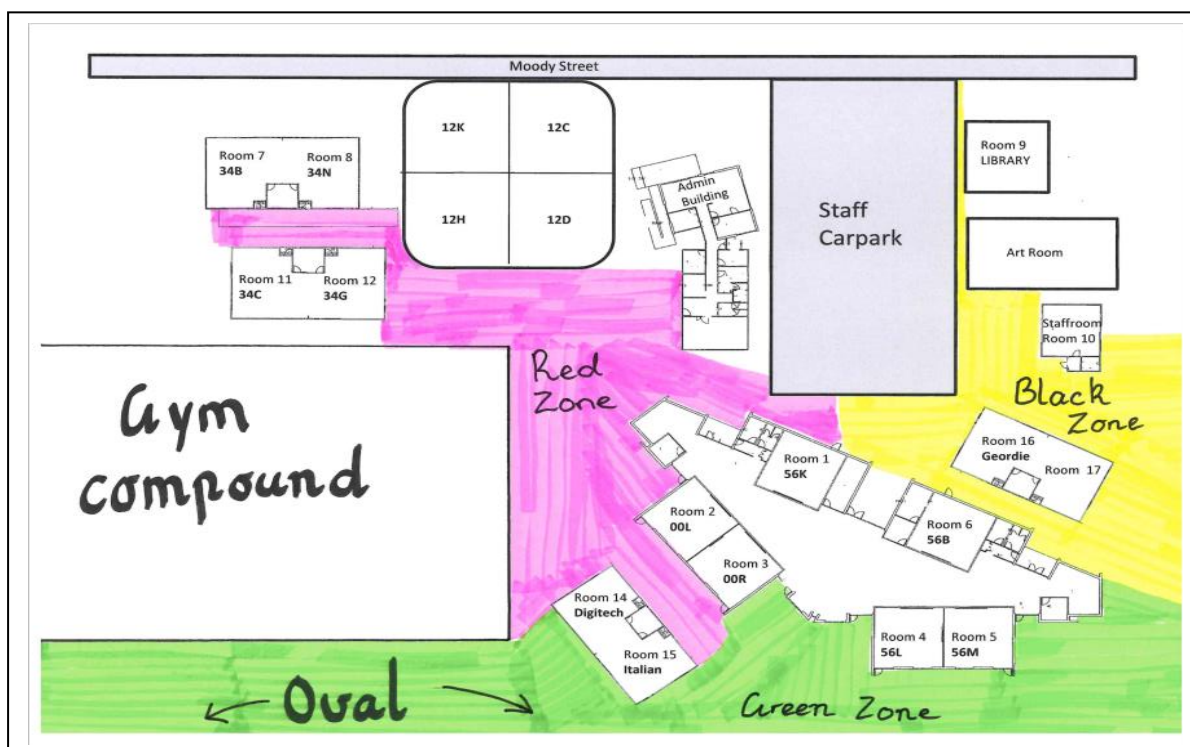 Moody Street
12K
12C
12H
12D
Room 7
34B
Room 8
34N
Room 11
34C
Room 12
34G
Admin
Building
Staff
Carpark
Room 9
LIBRARY
Art Room
Staffroom
Room 10
Red
Zone
Black
Zone
Gym
compound
Room 1
56K
Room 16
Geordie
Room 17
Room 2
00L
Room 3
00R
Room 6
56B
Room 14
Digitech
Room 15
Italian
Room 4
56L
Room 5
56M
Oval
Green Zone